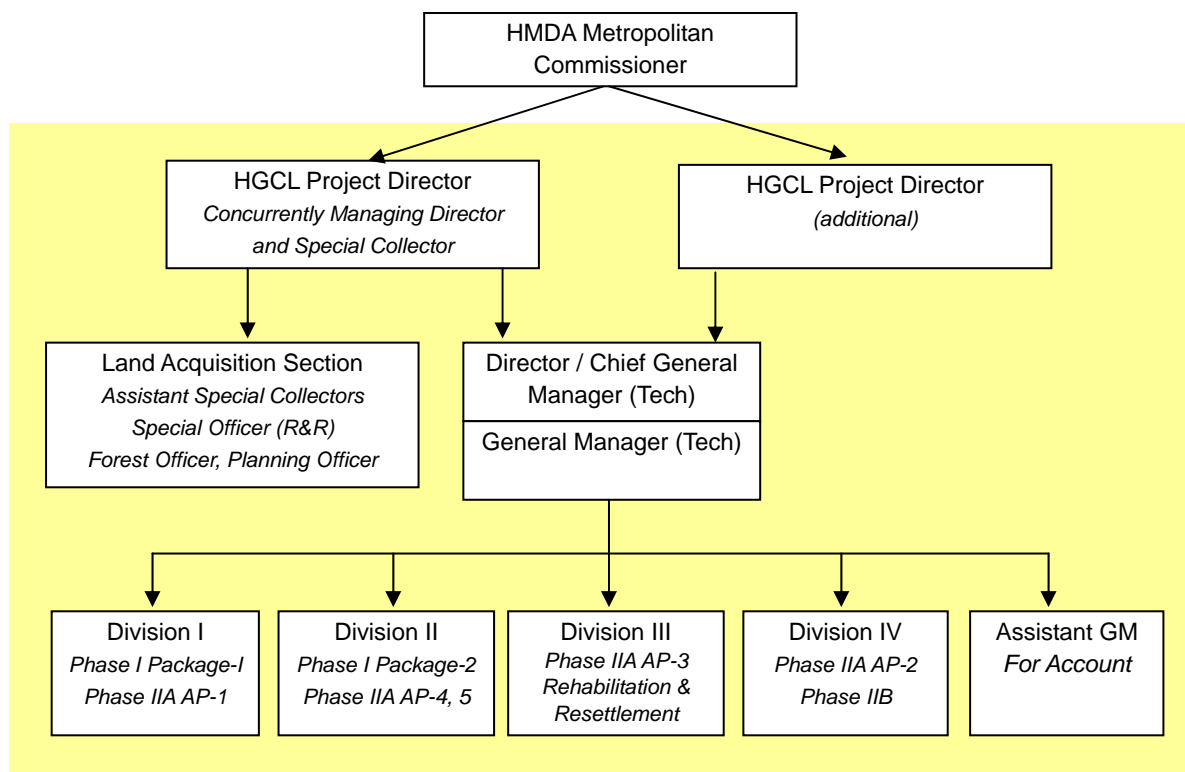 HMDA Metropolitan
Commissioner
HGCL Project Director
Concurrently Managing Director
and Special Collector
HGCL Project Director
(additional)
Land Acquisition Section
Assistant Special Collectors
Special Officer (R&R)
Forest Officer, Planning Officer
Director / Chief General
Manager (Tech)
General Manager (Tech)
Division I
Phase I Package-I
Phase IIA AP-1
Division II
Phase I Package-2
Phase IIA AP-4, 5
Division III
Phase IIA AP-3
Rehabilitation &
Resettlement
Division IV
Phase IIA AP-2
Phase IIB
Assistant GM
For Account